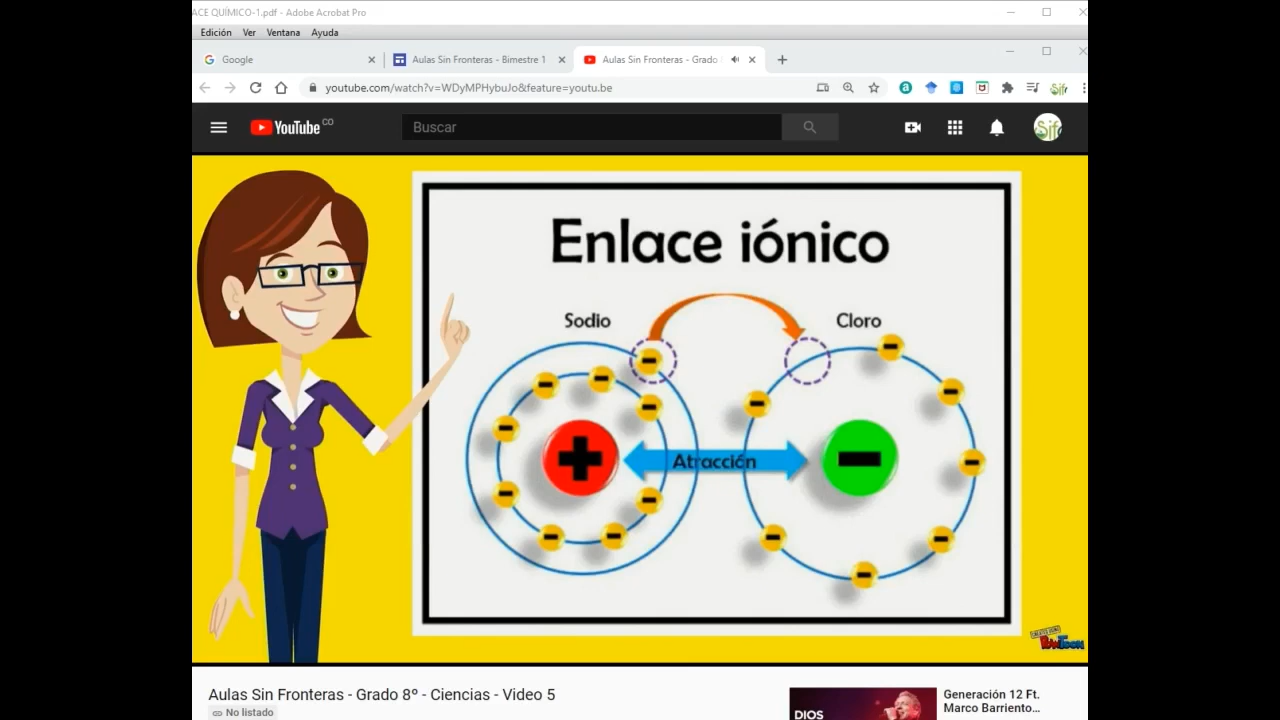 ACE QUÍMICO-1.pdf - Adobe Acrobat Pro
Edición Ver Ventana Ayuda
Google Aulas Sin Fronteras - Bimestre 1 Aulas Sin Fronteras - Grado
youtube.com/watch?v=WDyMPHybuJo&feature=youtu.be
YouTube CO Buscar
Enlace iónico
Sodio Cloro
Atracción
Aulas Sin Fronteras - Grado 8º - Ciencias - Video 5
No listado
DIOS
Generación 12 Ft.
Marco Barriento...